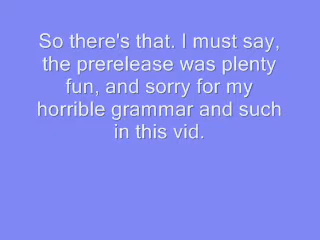 So there's that. I must say,
the prerelease was plenty
fun, and sorry for my
horrible grammar and such
in this vid.